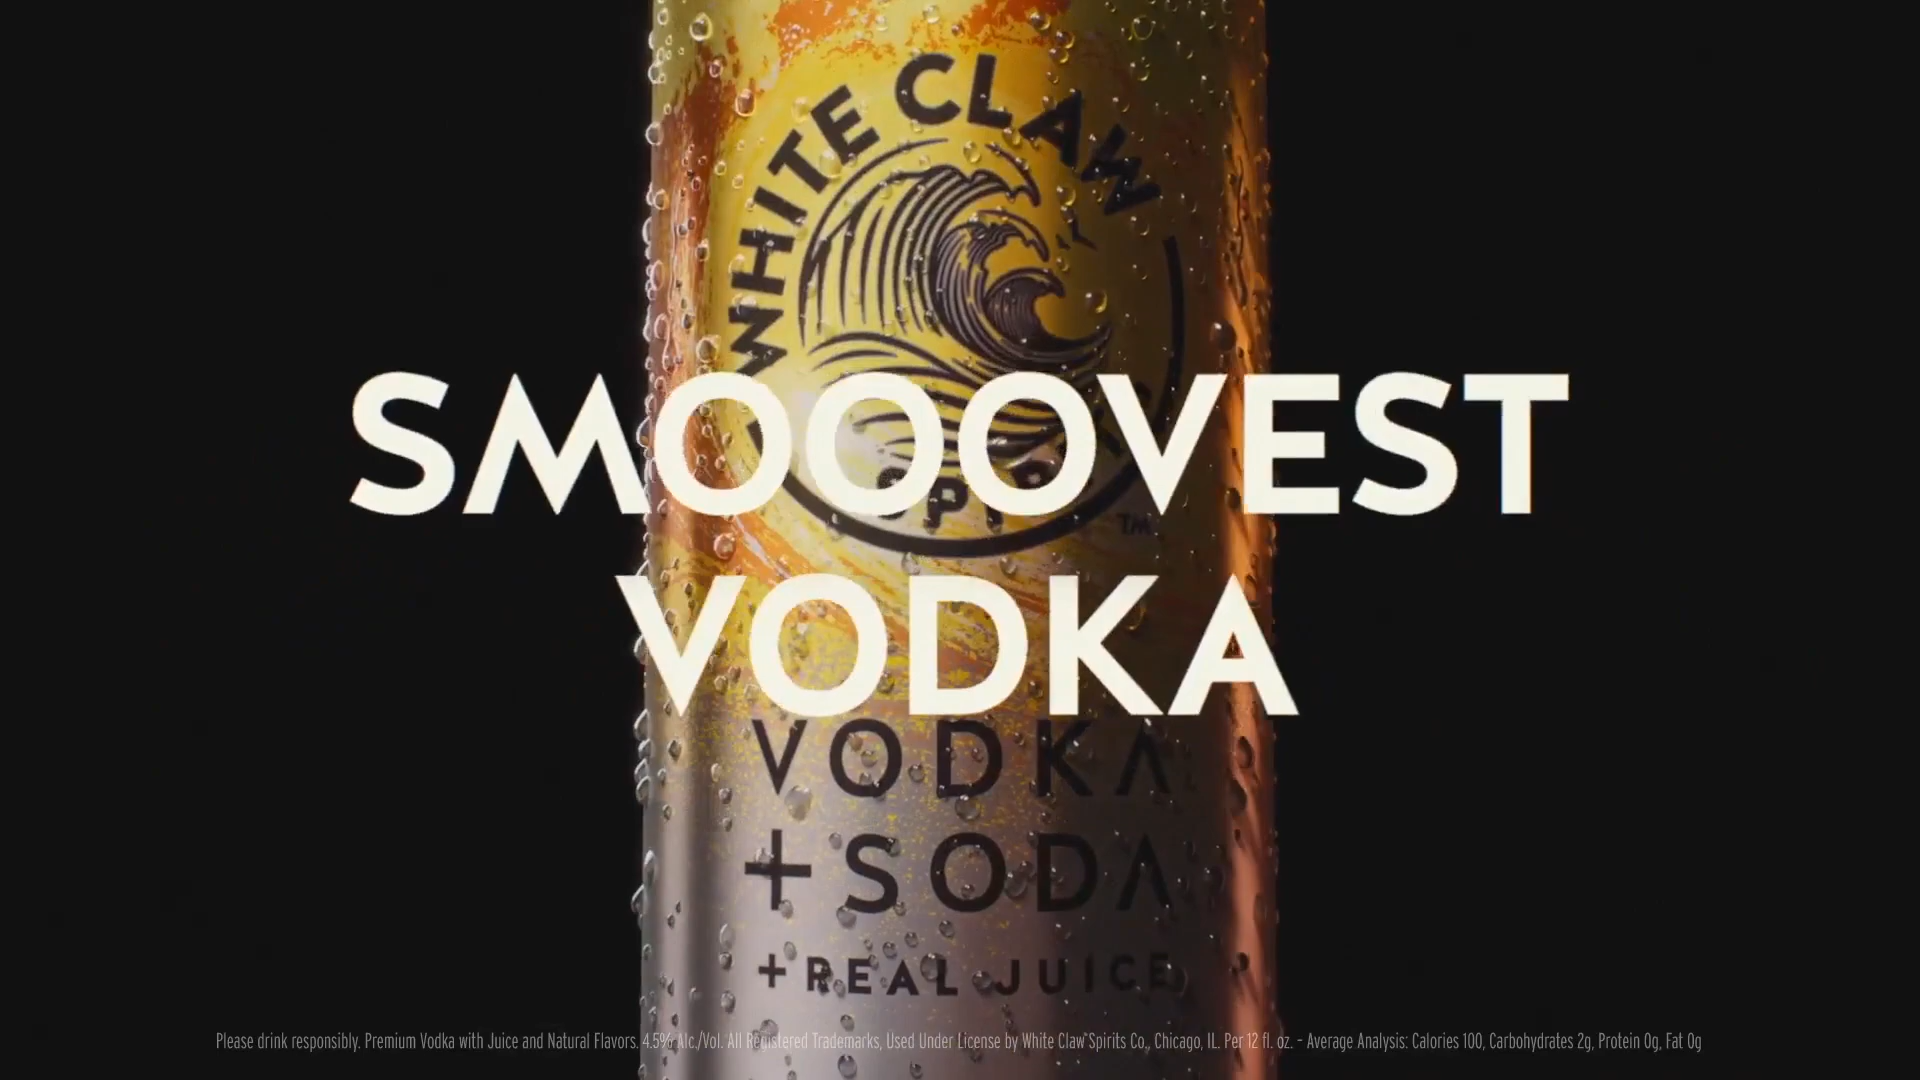 WHITE CLAW
SMOOOVEST
VODKA
TM
VODKA
+SODA
+REAL JUICE
Please drink responsibly. Premium Vodka with Juice and Natural Flavors. 4.5% Alc./Vol. All Registered Trademarks, Used Under License by White Claw Spirits Co., Chicago, IL. Per 12 fl. oz. - Average Analysis: Calories 100, Carbohydrates 2g, Protein 0g, Fat 0g